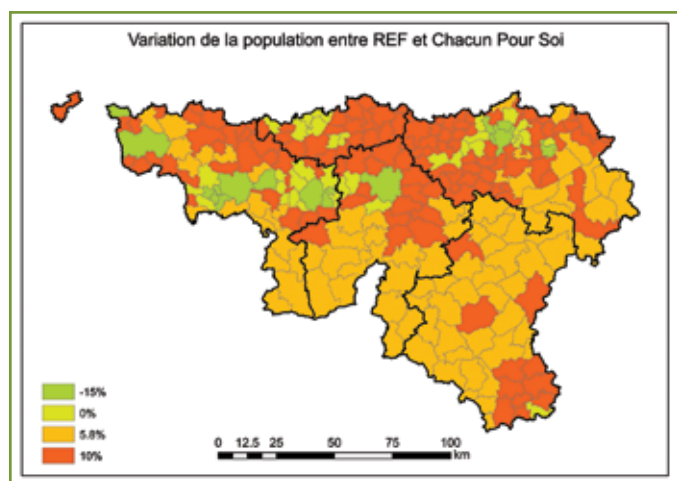 Variation de la population entre REF et Chacun Pour Soi
-15%
0%
5.8%
10%
0 12.5 25 50 75 100
km